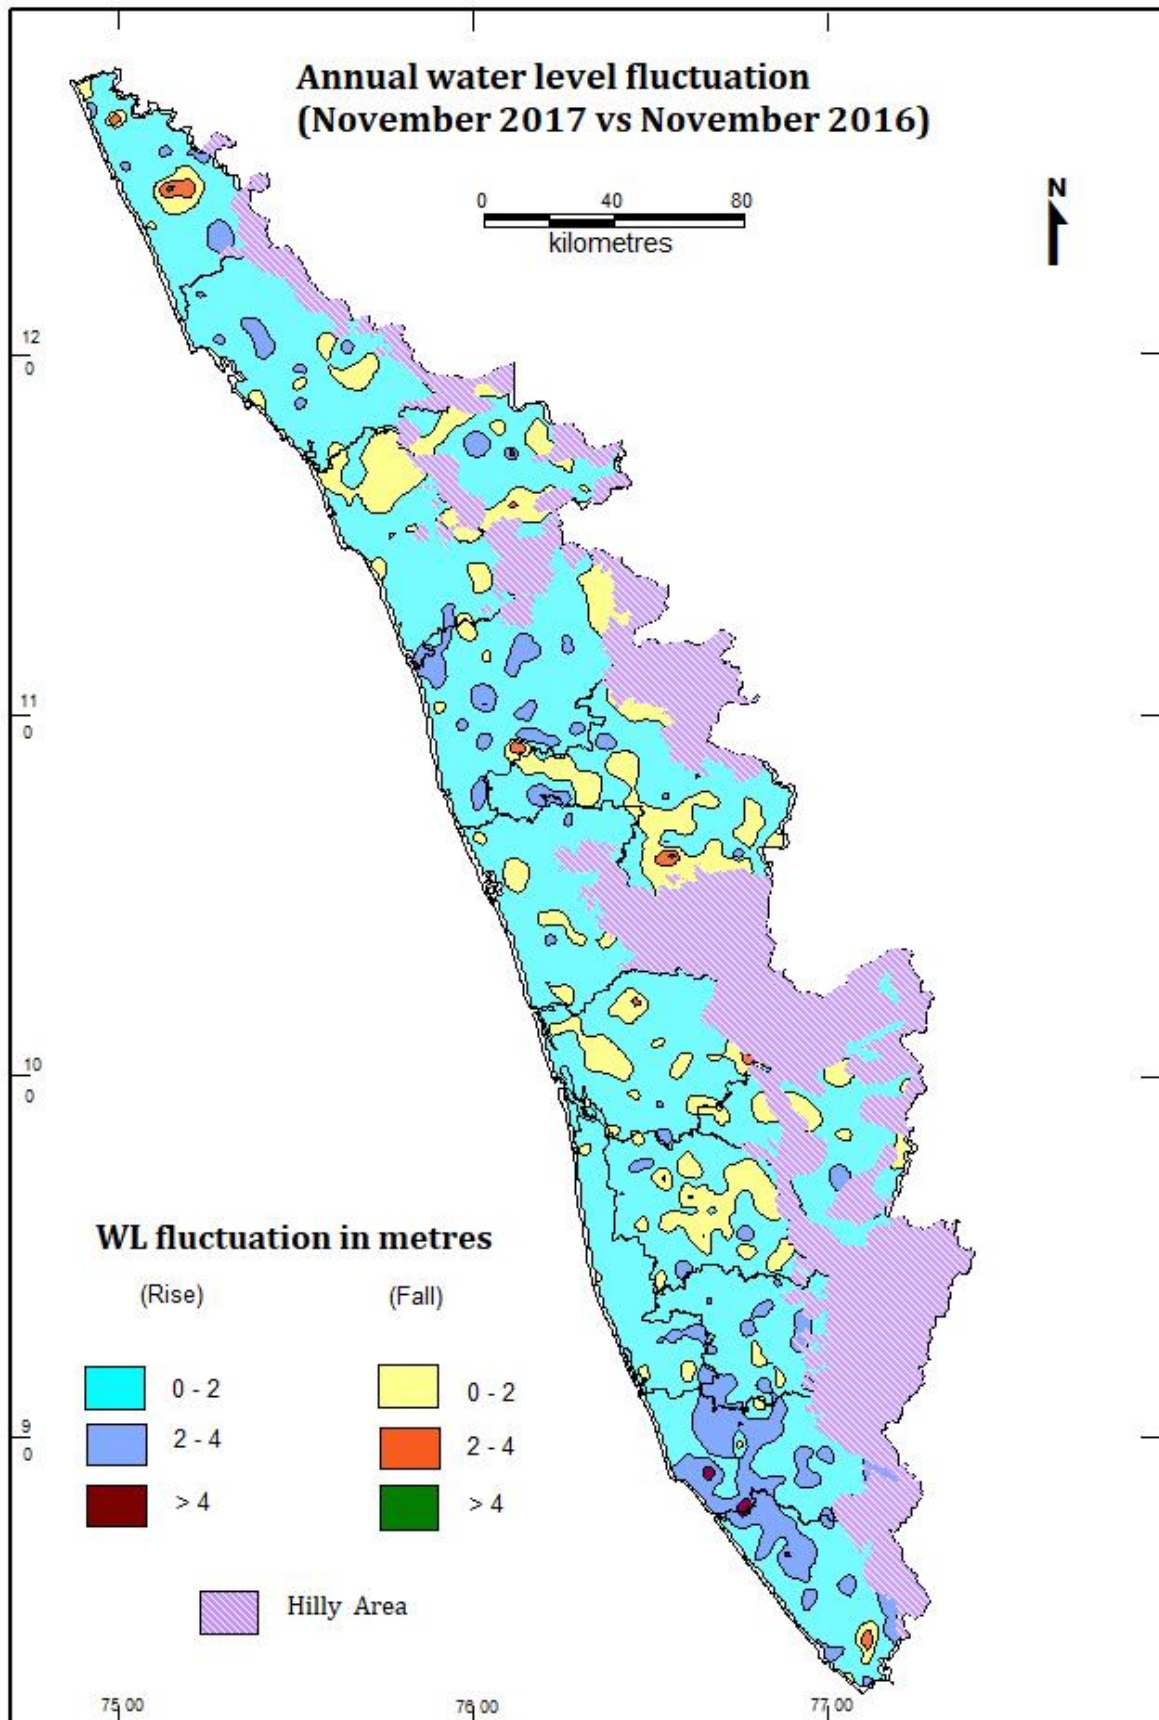 Annual water level fluctuation
(November 2017 vs November 2016)
N
0 40 80
kilometres
12
0
11
0
10
0
WL fluctuation in metres
(Rise) (Fall)
0 - 2 0 - 2
2 - 4 2 - 4
> 4 > 4
9
0
Hilly Area
75 00 76 00 77 00